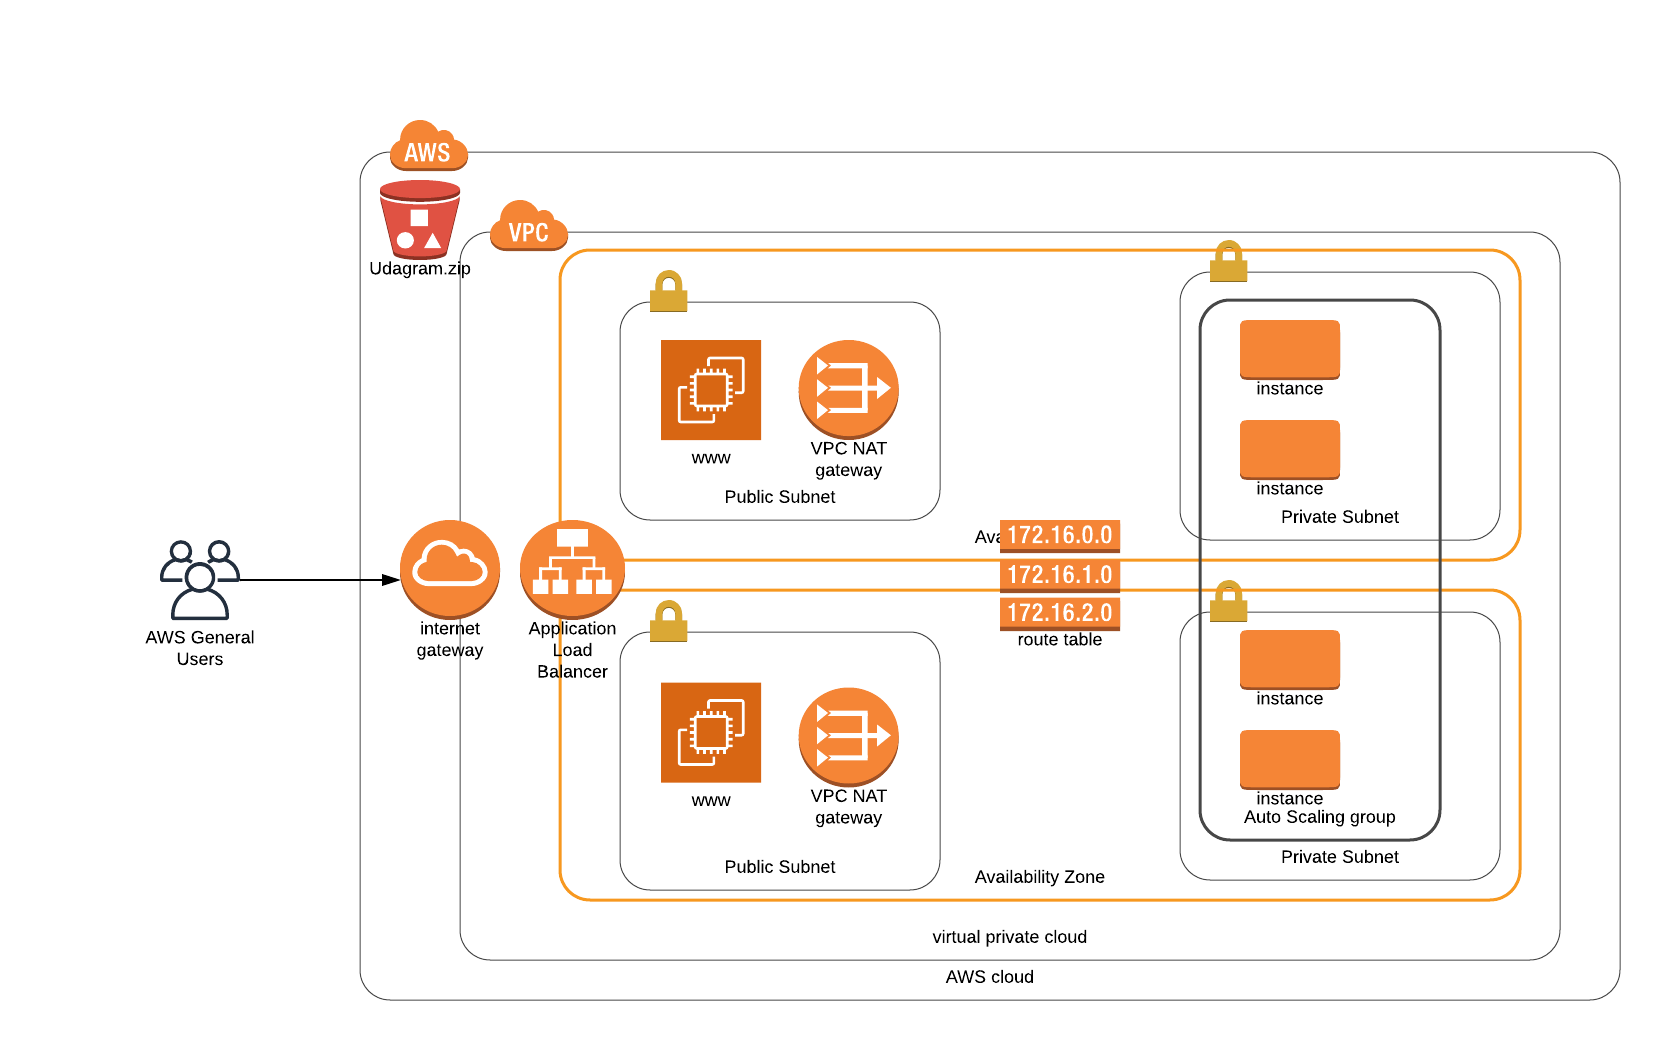 AWS
Udagram.zip
VPC
instance
www
VPC NAT
gateway
instance
Public Subnet
Private Subnet
Ava
172.16.0.0
172.16.1.0
172.16.2.0
route table
AWS General
Users
internet
gateway
Application
Load
Balancer
instance
www
VPC NAT
gateway
instance
Auto Scaling group
Public Subnet
Private Subnet
Availability Zone
virtual private cloud
AWS cloud